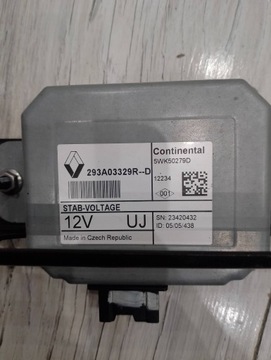 Continental
5WK50279D
293A03329R--D
12234
<001>
STAB-VOLTAGE
12V UJ
SN: 23420432
ID: 05/05/438
Made in Czech Republic